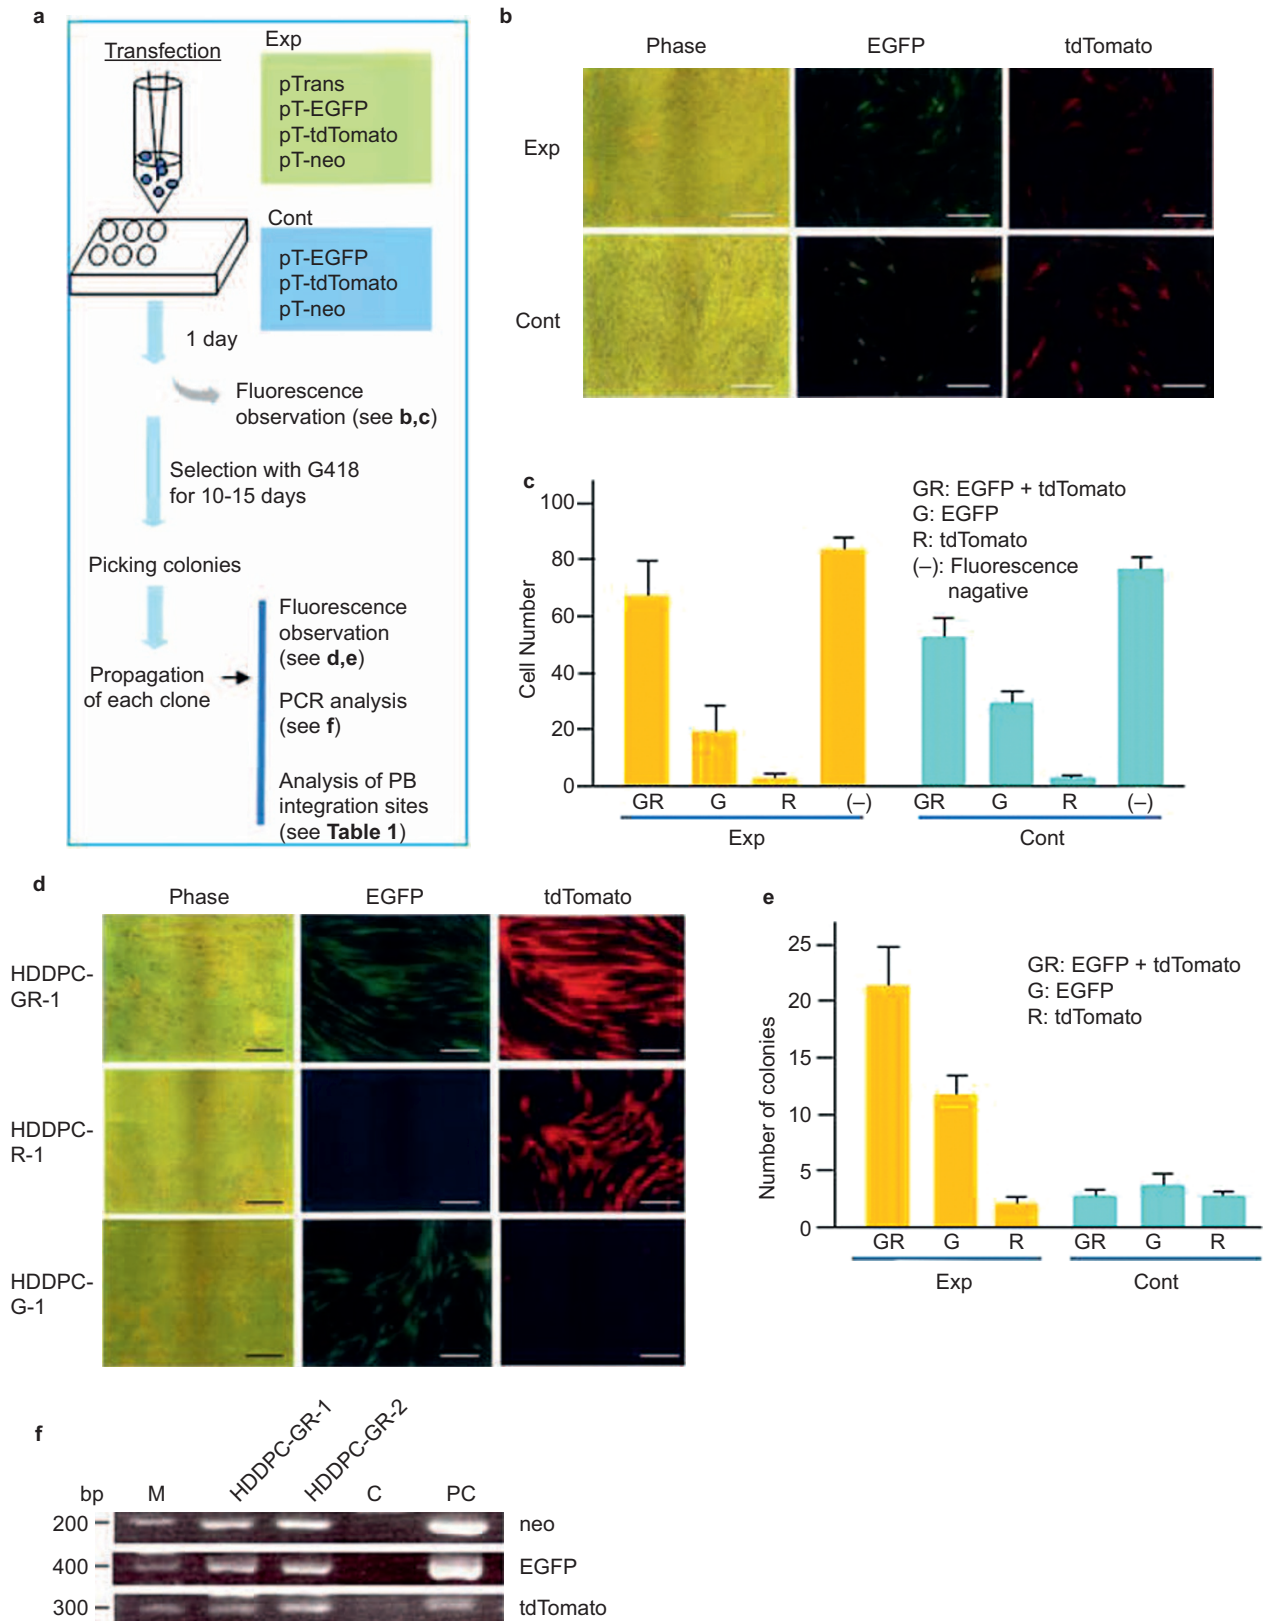 a
Transfection
Exp
pTrans
pT-EGFP
pT-tdTomato
pT-neo
Cont
pT-EGFP
pT-tdTomato
pT-neo
1 day
Fluorescence
observation (see b,c)
Selection with G418
for 10-15 days
Picking colonies
Propagation
of each clone
Fluorescence
observation
(see d,e)
PCR analysis
(see f)
Analysis of PB
integration sites
(see Table 1)
b
Phase EGFP tdTomato
Exp
Cont
c
Cell Number
100
80
60
40
20
0
GR: EGFP + tdTomato
G: EGFP
R: tdTomato
(–): Fluorescence
nagative
GR G R (–) GR G R (–)
Exp Cont
d
Phase EGFP tdTomato
HDDPC-
GR-1
HDDPC-
R-1
HDDPC-
G-1
e
Number of colonies
25
20
15
10
5
0
GR: EGFP + tdTomato
G: EGFP
R: tdTomato
GR G R GR G R
Exp Cont
f
bp M HDDPC-GR-1 HDDPC-GR-2 C PC
200 neo
400 EGFP
300 tdTomato